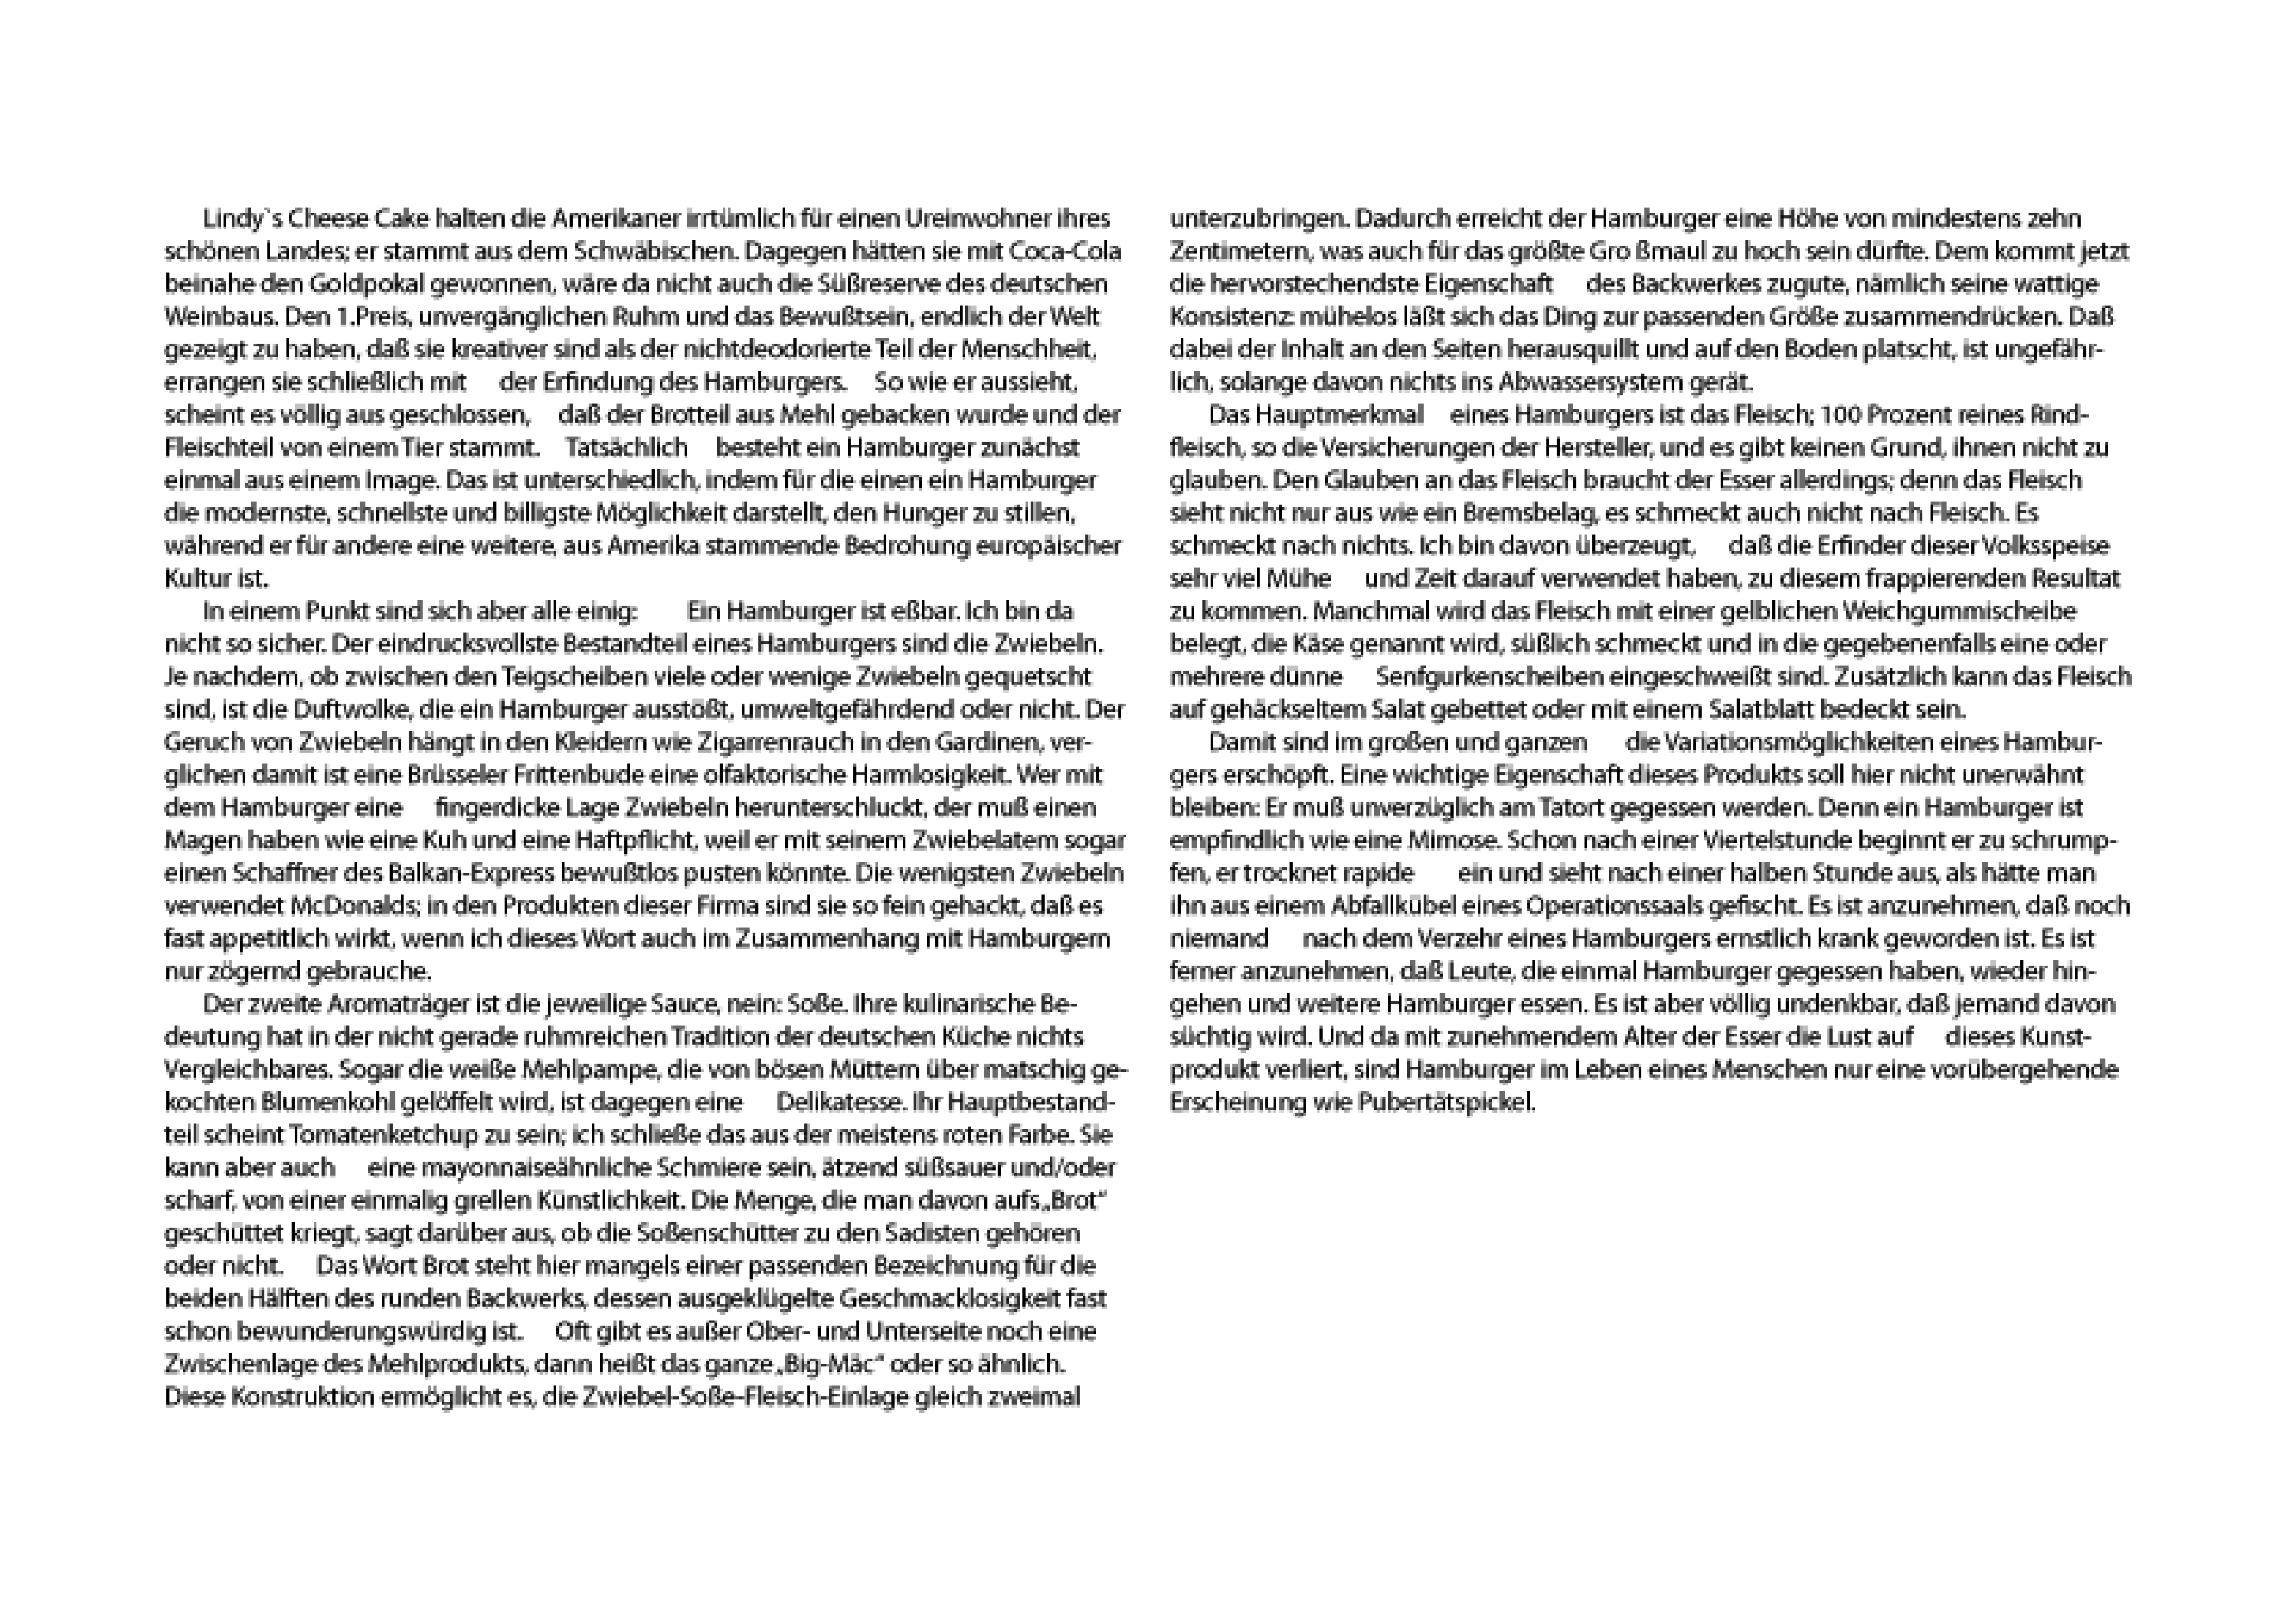 Lindy`s Cheese Cake halten die Amerikaner irrtümlich für einen Ureinwohner ihres
schönen Landes; er stammt aus dem Schwäbischen. Dagegen hätten sie mit Coca-Cola
beinahe den Goldpokal gewonnen, wäre da nicht auch die Süßreserve des deutschen
Weinbaus. Den 1.Preis, unvergänglichen Ruhm und das Bewußtsein, endlich der Welt
gezeigt zu haben, daß sie kreativer sind als der nichtdeodorierte Teil der Menschheit,
errangen sie schließlich mit der Erfindung des Hamburgers. So wie er aussieht,
scheint es völlig aus geschlossen, daß der Brotteil aus Mehl gebacken wurde und der
Fleischteil von einem Tier stammt. Tatsächlich besteht ein Hamburger zunächst
einmal aus einem Image. Das ist unterschiedlich, indem für die einen ein Hamburger
die modernste, schnellste und billigste Möglichkeit darstellt, den Hunger zu stillen,
während er für andere eine weitere, aus Amerika stammende Bedrohung europäischer
Kultur ist.
In einem Punkt sind sich aber alle einig: Ein Hamburger ist eßbar. Ich bin da
nicht so sicher. Der eindrucksvollste Bestandteil eines Hamburgers sind die Zwiebeln.
Je nachdem, ob zwischen den Teigscheiben viele oder wenige Zwiebeln gequetscht
sind, ist die Duftwolke, die ein Hamburger ausstößt, umweltgefährdend oder nicht. Der
Geruch von Zwiebeln hängt in den Kleidern wie Zigarrenrauch in den Gardinen, ver-
glichen damit ist eine Brüsseler Frittenbude eine olfaktorische Harmlosigkeit. Wer mit
dem Hamburger eine fingerdicke Lage Zwiebeln herunterschluckt, der muß einen
Magen haben wie eine Kuh und eine Haftpflicht, weil er mit seinem Zwiebelatem sogar
einen Schaffner des Balkan-Express bewußtlos pusten könnte. Die wenigsten Zwiebeln
verwendet McDonalds; in den Produkten dieser Firma sind sie so fein gehackt, daß es
fast appetitlich wirkt, wenn ich dieses Wort auch im Zusammenhang mit Hamburgern
nur zögernd gebrauche.
Der zweite Aromaträger ist die jeweilige Sauce, nein: Soße. Ihre kulinarische Be-
deutung hat in der nicht gerade ruhmreichen Tradition der deutschen Küche nichts
Vergleichbares. Sogar die weiße Mehlpampe, die von bösen Müttern über matschig ge-
kochten Blumenkohl gelöffelt wird, ist dagegen eine Delikatesse. Ihr Hauptbestand-
teil scheint Tomatenketchup zu sein; ich schließe das aus der meistens roten Farbe. Sie
kann aber auch eine mayonnaiseähnliche Schmiere sein, ätzend süßsauer und/oder
scharf, von einer einmalig grellen Künstlichkeit. Die Menge, die man davon aufs„Brot“
geschüttet kriegt, sagt darüber aus, ob die Soßenschütter zu den Sadisten gehören
oder nicht. Das Wort Brot steht hier mangels einer passenden Bezeichnung für die
beiden Hälften des runden Backwerks, dessen ausgeklügelte Geschmacklosigkeit fast
schon bewunderungswürdig ist. Oft gibt es außer Ober- und Unterseite noch eine
Zwischenlage des Mehlprodukts, dann heißt das ganze„Big-Mäc“ oder so ähnlich.
Diese Konstruktion ermöglicht es, die Zwiebel-Soße-Fleisch-Einlage gleich zweimal
unterzubringen. Dadurch erreicht der Hamburger eine Höhe von mindestens zehn
Zentimetern, was auch für das größte Gro ßmaul zu hoch sein dürfte. Dem kommt jetzt
die hervorstechendste Eigenschaft des Backwerkes zugute, nämlich seine wattige
Konsistenz: mühelos läßt sich das Ding zur passenden Größe zusammendrücken. Daß
dabei der Inhalt an den Seiten herausquillt und auf den Boden platscht, ist ungefähr-
lich, solange davon nichts ins Abwassersystem gerät.
Das Hauptmerkmal eines Hamburgers ist das Fleisch; 100 Prozent reines Rind-
fleisch, so die Versicherungen der Hersteller, und es gibt keinen Grund, ihnen nicht zu
glauben. Den Glauben an das Fleisch braucht der Esser allerdings; denn das Fleisch
sieht nicht nur aus wie ein Bremsbelag, es schmeckt auch nicht nach Fleisch. Es
schmeckt nach nichts. Ich bin davon überzeugt, daß die Erfinder dieser Volksspeise
sehr viel Mühe und Zeit darauf verwendet haben, zu diesem frappierenden Resultat
zu kommen. Manchmal wird das Fleisch mit einer gelblichen Weichgummischeibe
belegt, die Käse genannt wird, süßlich schmeckt und in die gegebenenfalls eine oder
mehrere dünne Senfgurkenscheiben eingeschweißt sind. Zusätzlich kann das Fleisch
auf gehäckseltem Salat gebettet oder mit einem Salatblatt bedeckt sein.
Damit sind im großen und ganzen die Variationsmöglichkeiten eines Hambur-
gers erschöpft. Eine wichtige Eigenschaft dieses Produkts soll hier nicht unerwähnt
bleiben: Er muß unverzüglich am Tatort gegessen werden. Denn ein Hamburger ist
empfindlich wie eine Mimose. Schon nach einer Viertelstunde beginnt er zu schrump-
fen, er trocknet rapide ein und sieht nach einer halben Stunde aus, als hätte man
ihn aus einem Abfallkübel eines Operationssaals gefischt. Es ist anzunehmen, daß noch
niemand nach dem Verzehr eines Hamburgers ernstlich krank geworden ist. Es ist
ferner anzunehmen, daß Leute, die einmal Hamburger gegessen haben, wieder hin-
gehen und weitere Hamburger essen. Es ist aber völlig undenkbar, daß jemand davon
süchtig wird. Und da mit zunehmendem Alter der Esser die Lust auf dieses Kunst-
produkt verliert, sind Hamburger im Leben eines Menschen nur eine vorübergehende
Erscheinung wie Pubertätspickel.